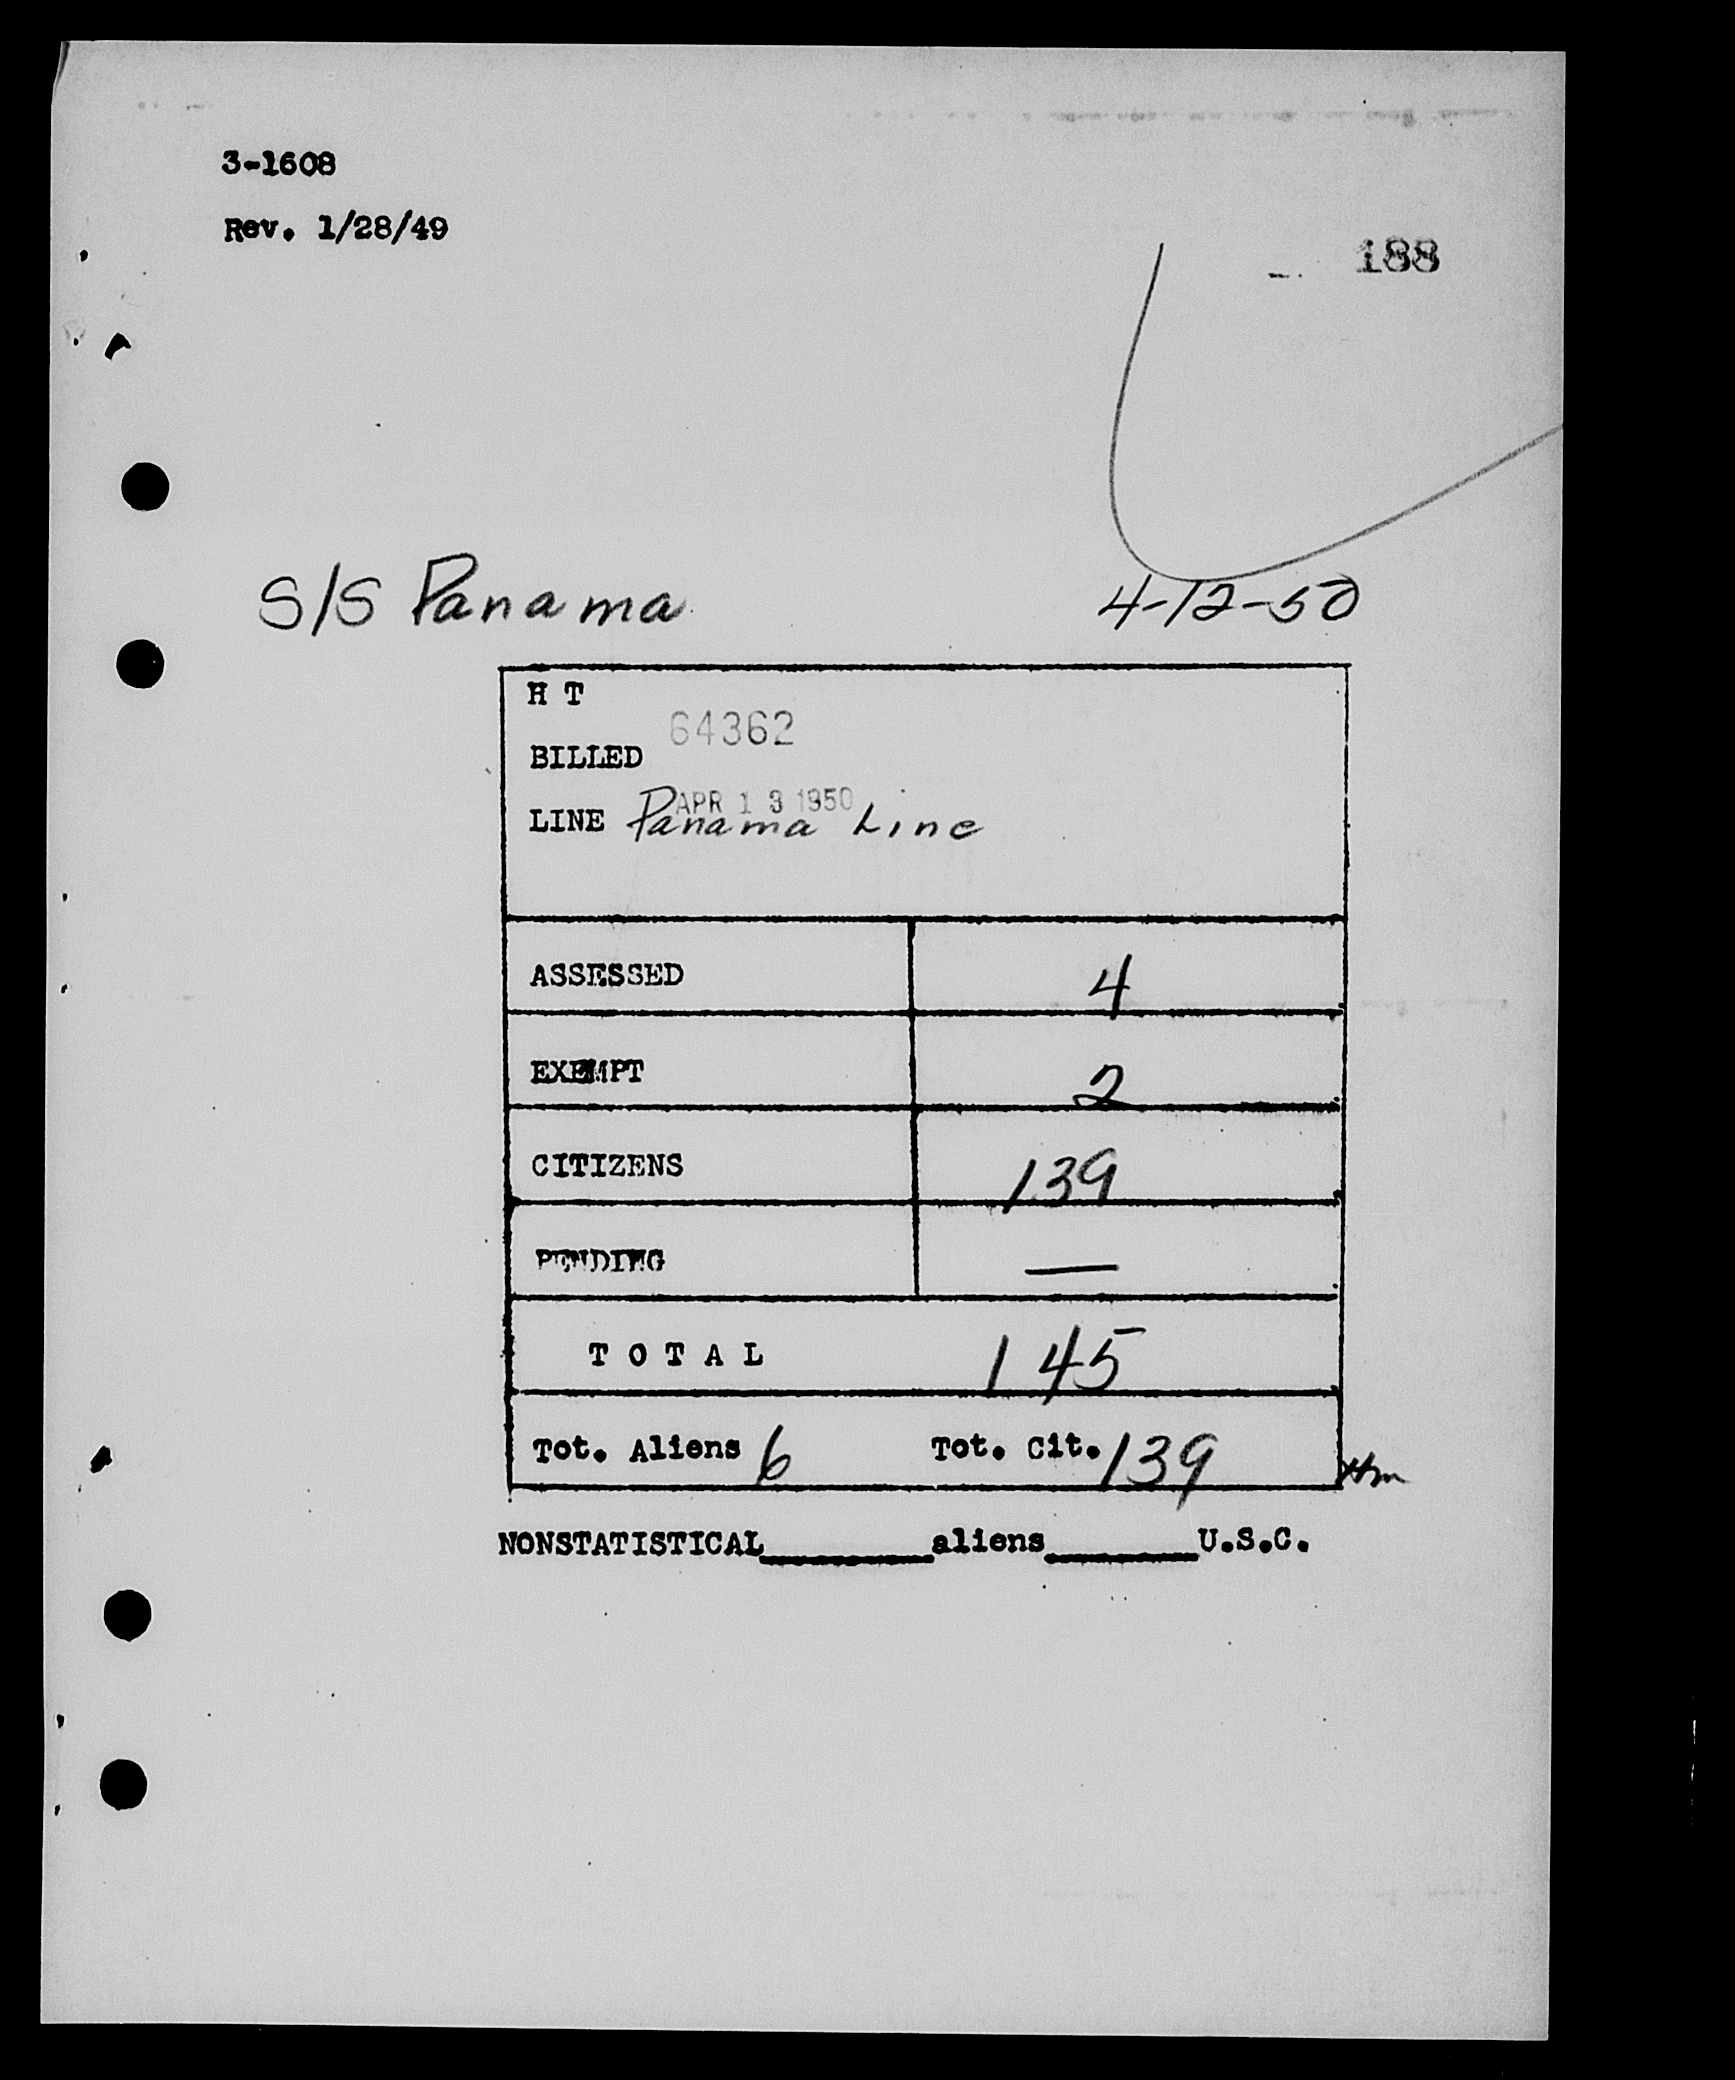 3-1608
Rev. 1/28/49
188
S/S Panama 4-12-50
H T
64362
BILLED
APR 13 1950
LINE Panama Line
ASSESSED 4
EXEMPT 2
CITIZENS 139
PENDING —
T O T A L 145
Tot. Aliens 6 Tot. Cit. 139
NONSTATISTICAL________aliens_______U.S.C.